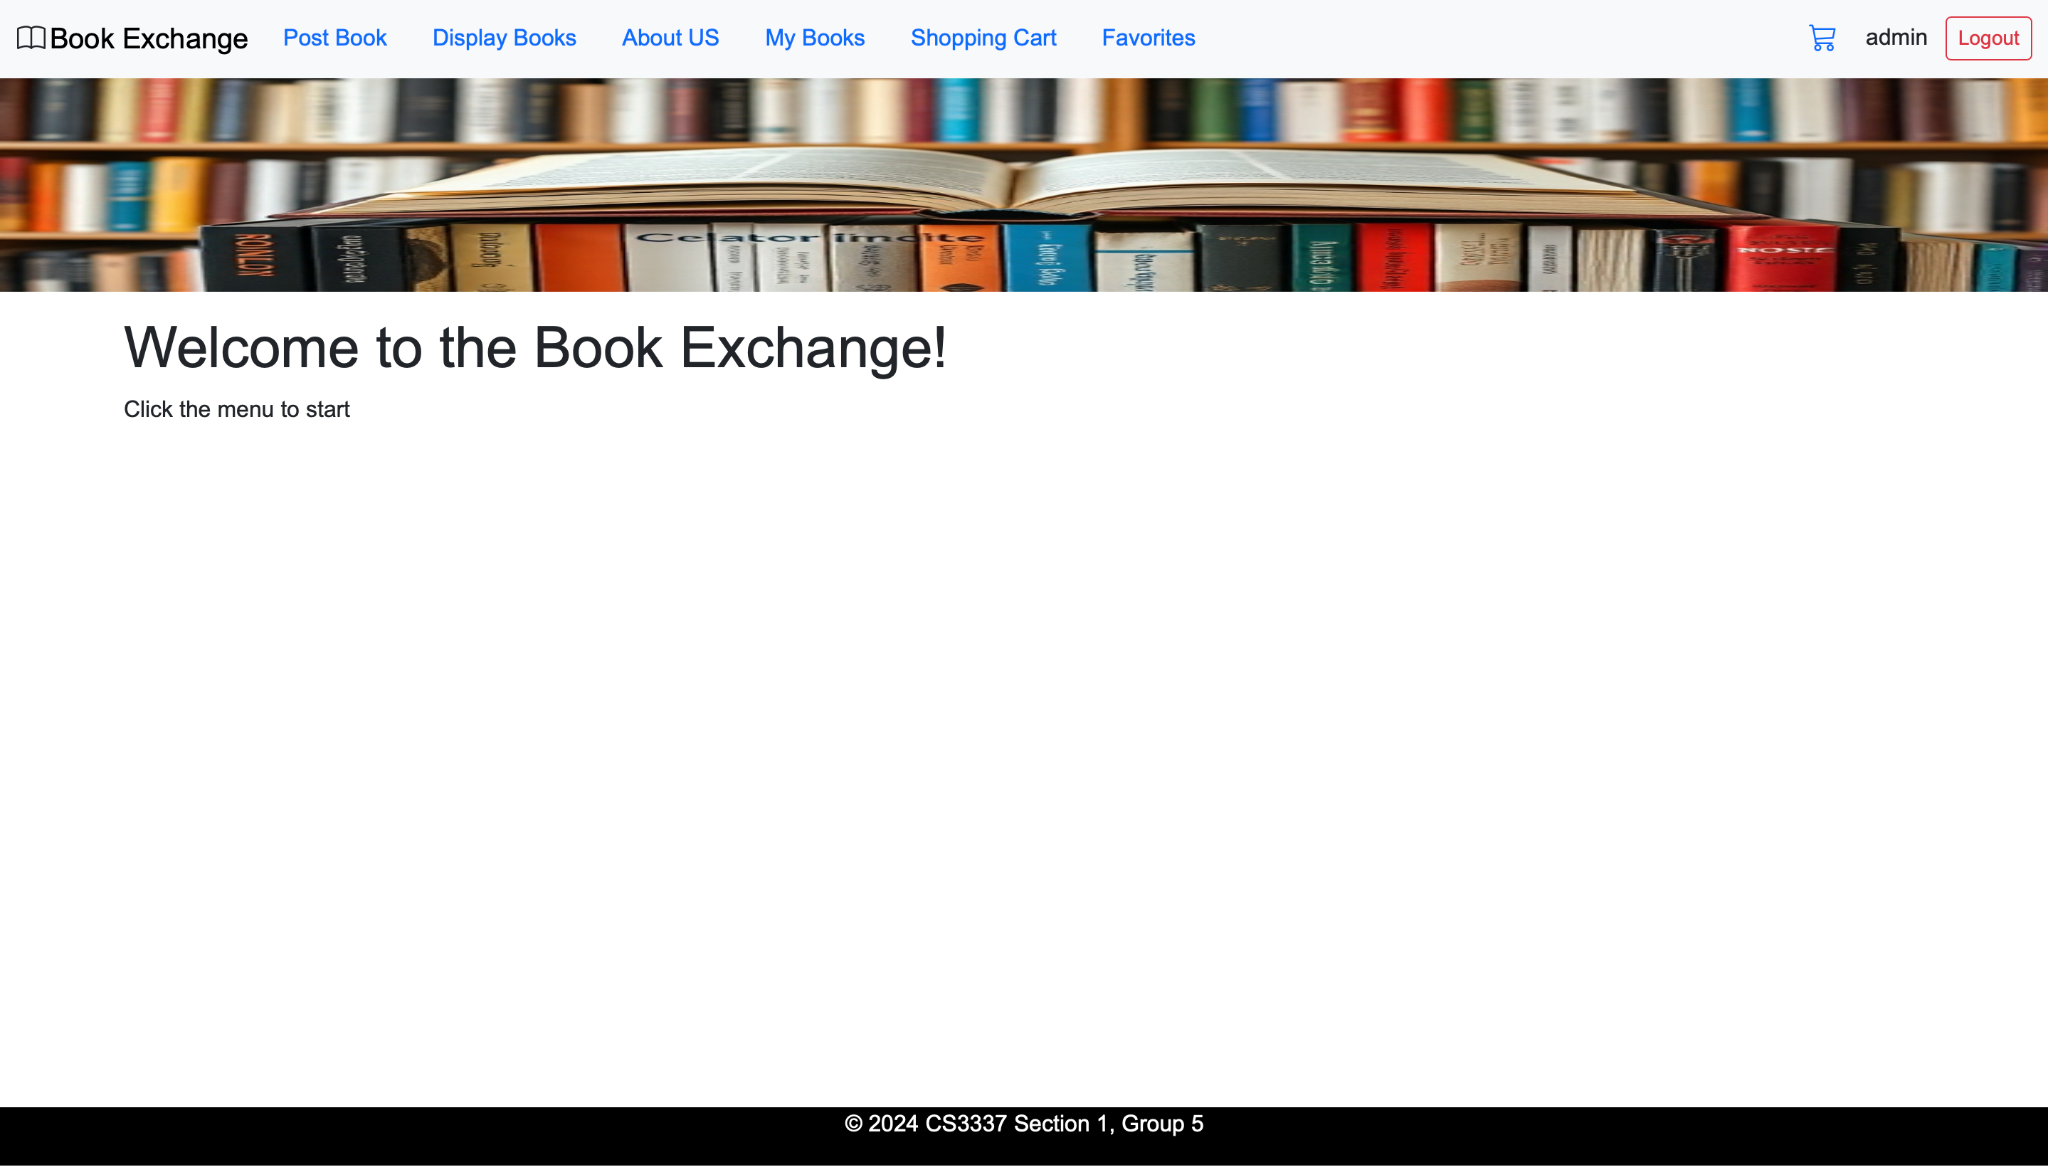 Book Exchange Post Book Display Books About US My Books Shopping Cart Favorites admin Logout
Welcome to the Book Exchange!
Click the menu to start
© 2024 CS3337 Section 1, Group 5